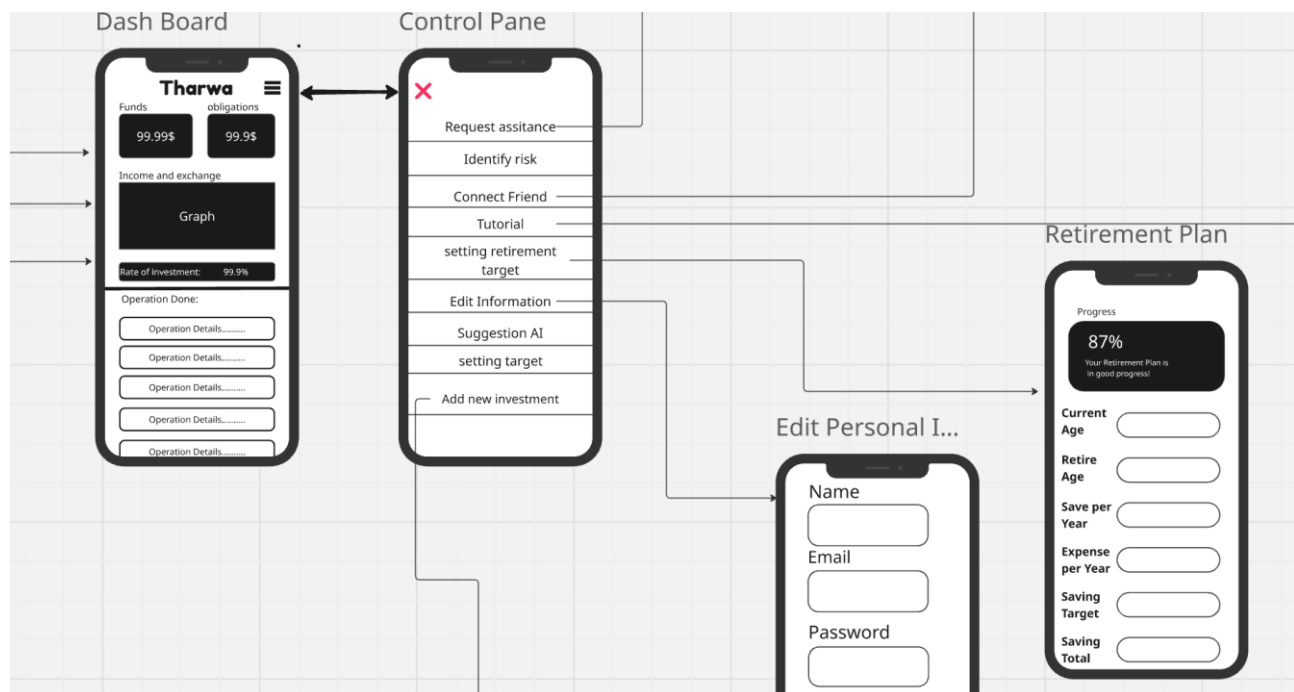 Dash Board
Tharwa
Funds
obligations
99.99$
99.9$
Income and exchange
Graph
Rate of investment:
99.9%
Operation Done:
Operation Details..........
Operation Details..........
Operation Details..........
Operation Details..........
Operation Details..........
Control Pane
Request assitance
Identify risk
Connect Friend
Tutorial
setting retirement
target
Edit Information
Suggestion AI
setting target
Add new investment
Edit Personal I...
Name
Email
Password
Retirement Plan
Progress
87%
Your Retirement Plan is
in good progress!
Current
Age
Retire
Age
Save per
Year
Expense
per Year
Saving
Target
Saving
Total